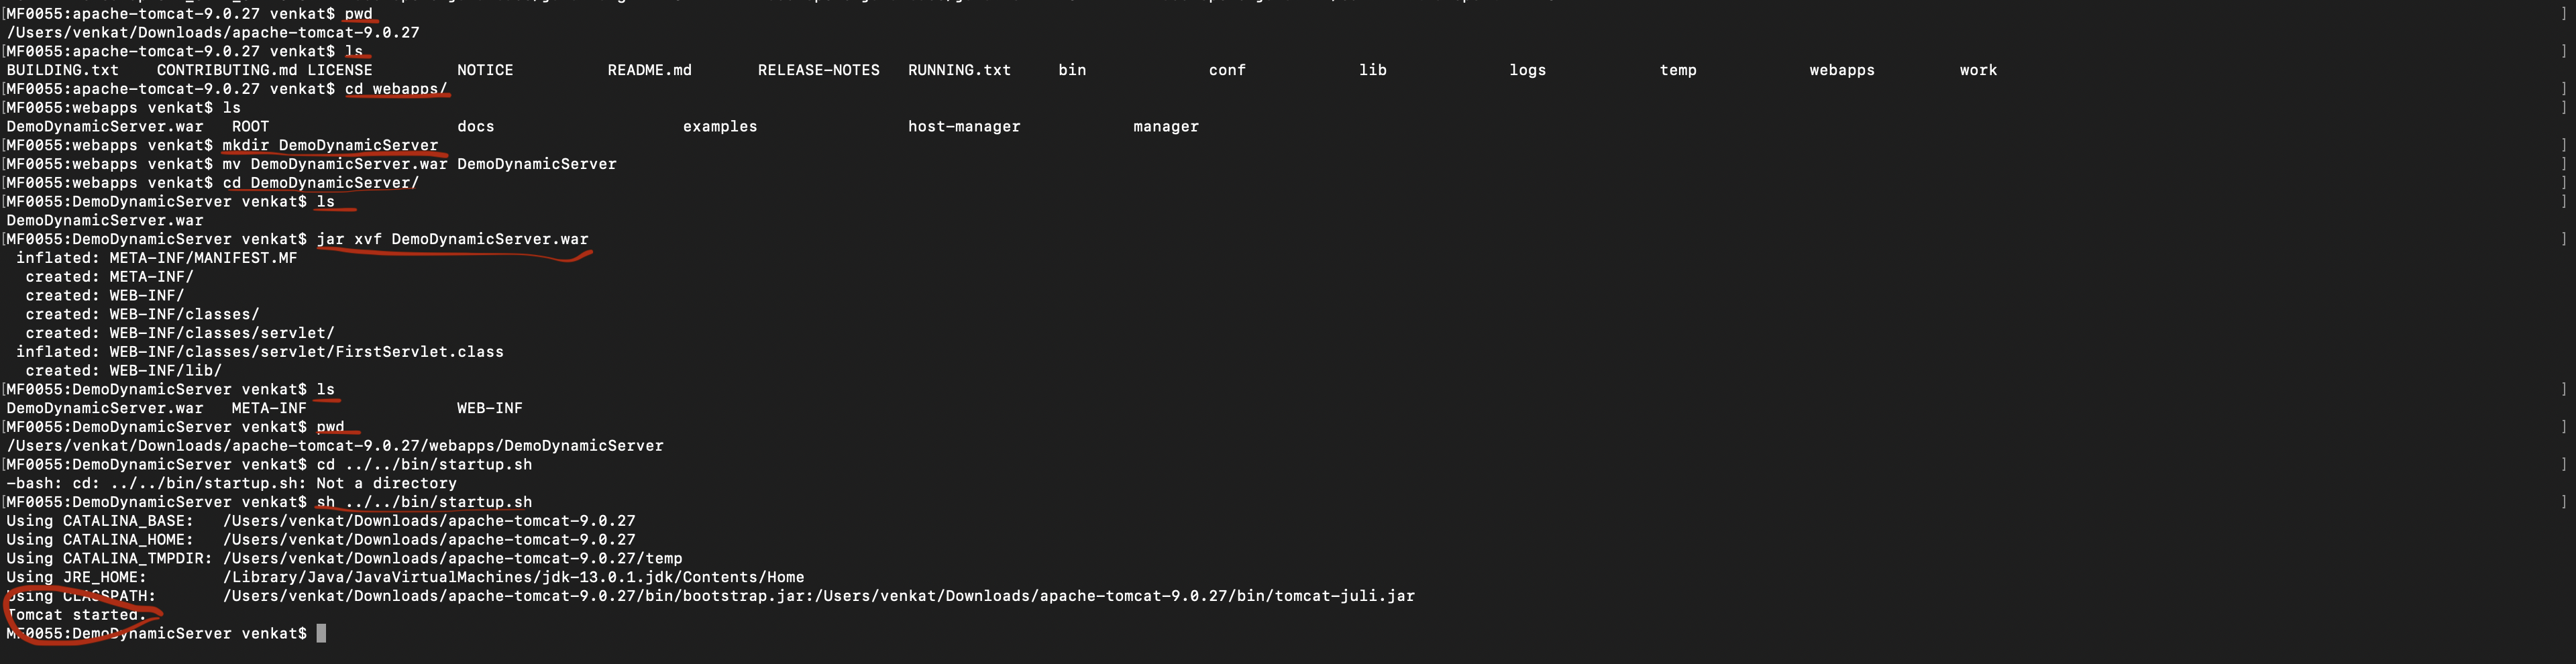 [MF0055:apache-tomcat-9.0.27 venkat$ pwd ]
/Users/venkat/Downloads/apache-tomcat-9.0.27
[MF0055:apache-tomcat-9.0.27 venkat$ ls ]
BUILDING.txt CONTRIBUTING.md LICENSE NOTICE README.md RELEASE-NOTES RUNNING.txt bin conf lib logs temp webapps work
[MF0055:apache-tomcat-9.0.27 venkat$ cd webapps/ ]
[MF0055:webapps venkat$ ls ]
DemoDynamicServer.war ROOT docs examples host-manager manager
[MF0055:webapps venkat$ mkdir DemoDynamicServer ]
[MF0055:webapps venkat$ mv DemoDynamicServer.war DemoDynamicServer ]
[MF0055:webapps venkat$ cd DemoDynamicServer/ ]
[MF0055:DemoDynamicServer venkat$ ls ]
DemoDynamicServer.war
[MF0055:DemoDynamicServer venkat$ jar xvf DemoDynamicServer.war ]
inflated: META-INF/MANIFEST.MF
created: META-INF/
created: WEB-INF/
created: WEB-INF/classes/
created: WEB-INF/classes/servlet/
inflated: WEB-INF/classes/servlet/FirstServlet.class
created: WEB-INF/lib/
[MF0055:DemoDynamicServer venkat$ ls ]
DemoDynamicServer.war META-INF WEB-INF
[MF0055:DemoDynamicServer venkat$ pwd ]
/Users/venkat/Downloads/apache-tomcat-9.0.27/webapps/DemoDynamicServer
[MF0055:DemoDynamicServer venkat$ cd ../../bin/startup.sh ]
-bash: cd: ../../bin/startup.sh: Not a directory
[MF0055:DemoDynamicServer venkat$ sh ../../bin/startup.sh ]
Using CATALINA_BASE: /Users/venkat/Downloads/apache-tomcat-9.0.27
Using CATALINA_HOME: /Users/venkat/Downloads/apache-tomcat-9.0.27
Using CATALINA_TMPDIR: /Users/venkat/Downloads/apache-tomcat-9.0.27/temp
Using JRE_HOME: /Library/Java/JavaVirtualMachines/jdk-13.0.1.jdk/Contents/Home
Using CLASSPATH: /Users/venkat/Downloads/apache-tomcat-9.0.27/bin/bootstrap.jar:/Users/venkat/Downloads/apache-tomcat-9.0.27/bin/tomcat-juli.jar
Tomcat started.
MF0055:DemoDynamicServer venkat$